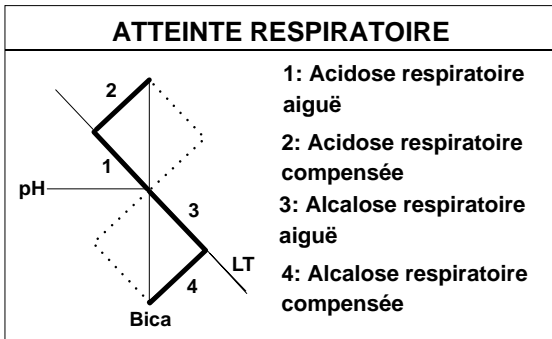 ATTEINTE RESPIRATOIRE
2
1
pH
3
LT
4
Bica
1: Acidose respiratoire
aiguë
2: Acidose respiratoire
compensée
3: Alcalose respiratoire
aiguë
4: Alcalose respiratoire
compensée